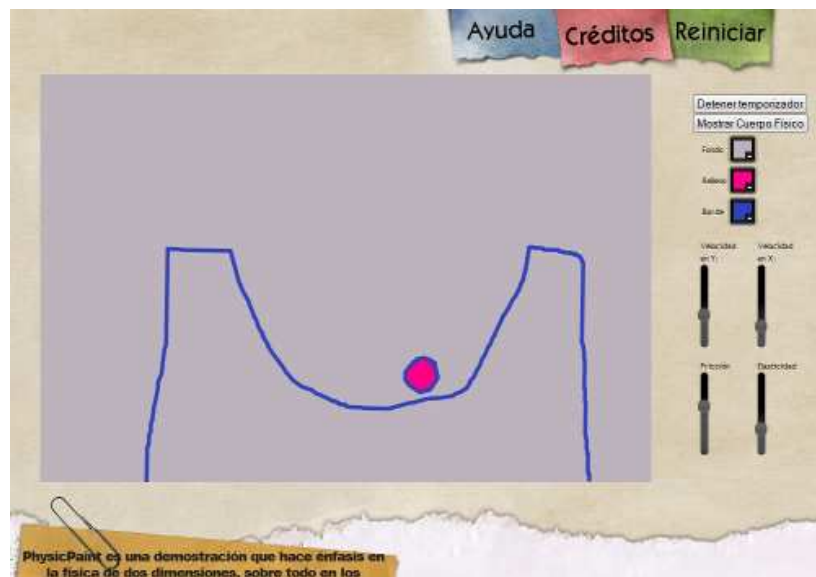 Ayuda
Créditos
Reiniciar
Detener temporizador
Mostrar Cuerpo Físico
Fondo
Relleno
Borde
Velocidad en Y:
Velocidad en X:
Fricción
Elasticidad
PhysicPaint es una demostración que hace énfasis en
la física de dos dimensiones, sobre todo en los